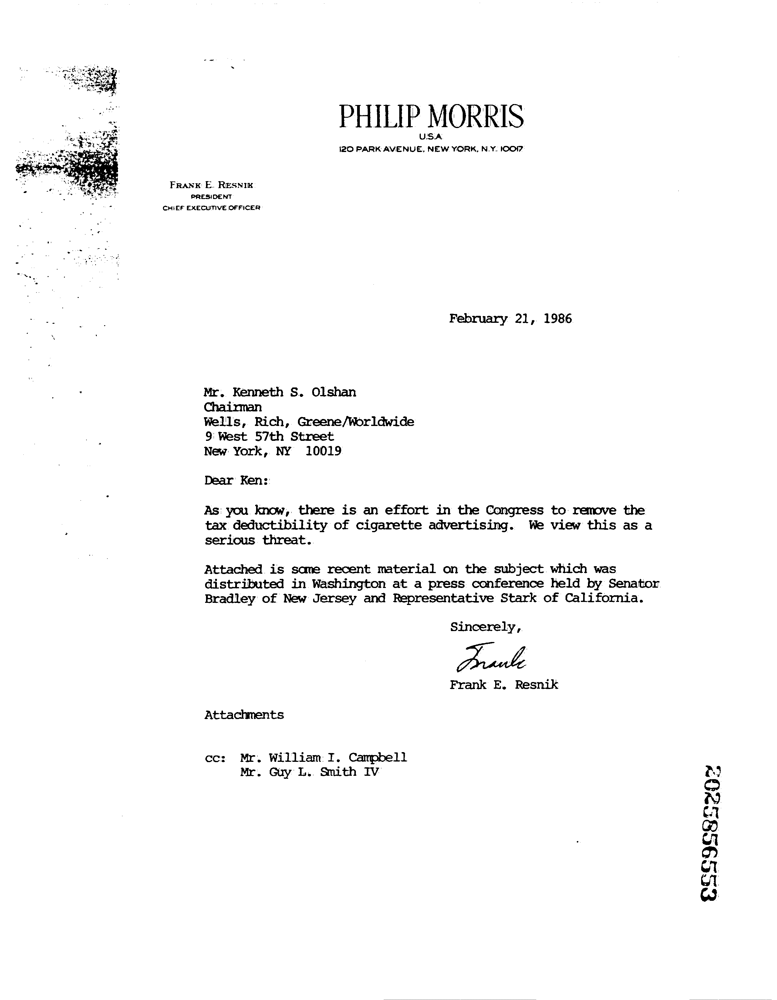 PHILIP MORRIS
U.S.A.
120 PARK AVENUE, NEW YORK, N.Y. 10017
FRANK E. RESNIK
PRESIDENT
CHIEF EXECUTIVE OFFICER
February 21, 1986
Mr. Kenneth S. Olshan
Chairman
Wells, Rich, Greene/Worldwide
9 West 57th Street
New York, NY 10019
Dear Ken:
As you know, there is an effort in the Congress to remove the
tax deductibility of cigarette advertising. We view this as a
serious threat.
Attached is some recent material on the subject which was
distributed in Washington at a press conference held by Senator
Bradley of New Jersey and Representative Stark of California.
Sincerely,
Frank
Frank E. Resnik
Attachments
cc: Mr. William I. Campbell
Mr. Guy L. Smith IV
2025856553